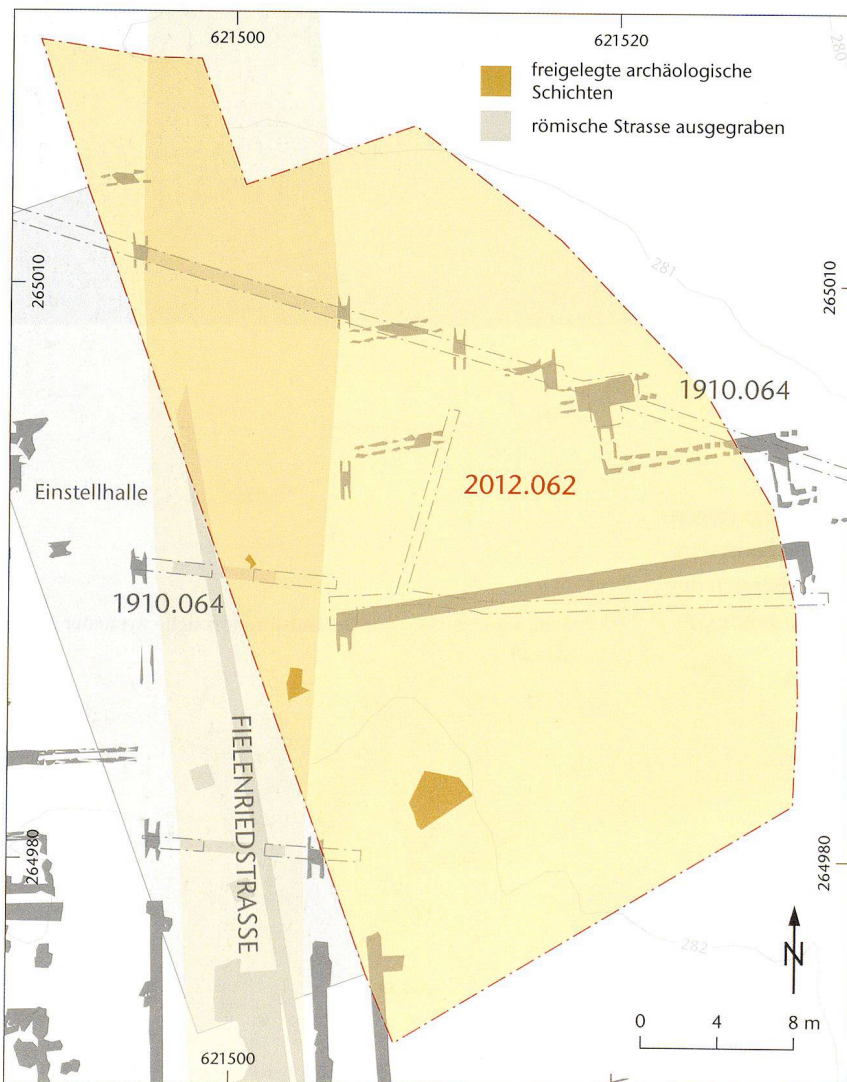 621500
621520
280
freigelegte archäologische
Schichten
römische Strasse ausgegraben
281
265010
265010
1910.064
2012.062
Einstellhalle
1910.064
FIELENRIEDSTRASSE
264980
264980
282
N
621500
0 4 8 m